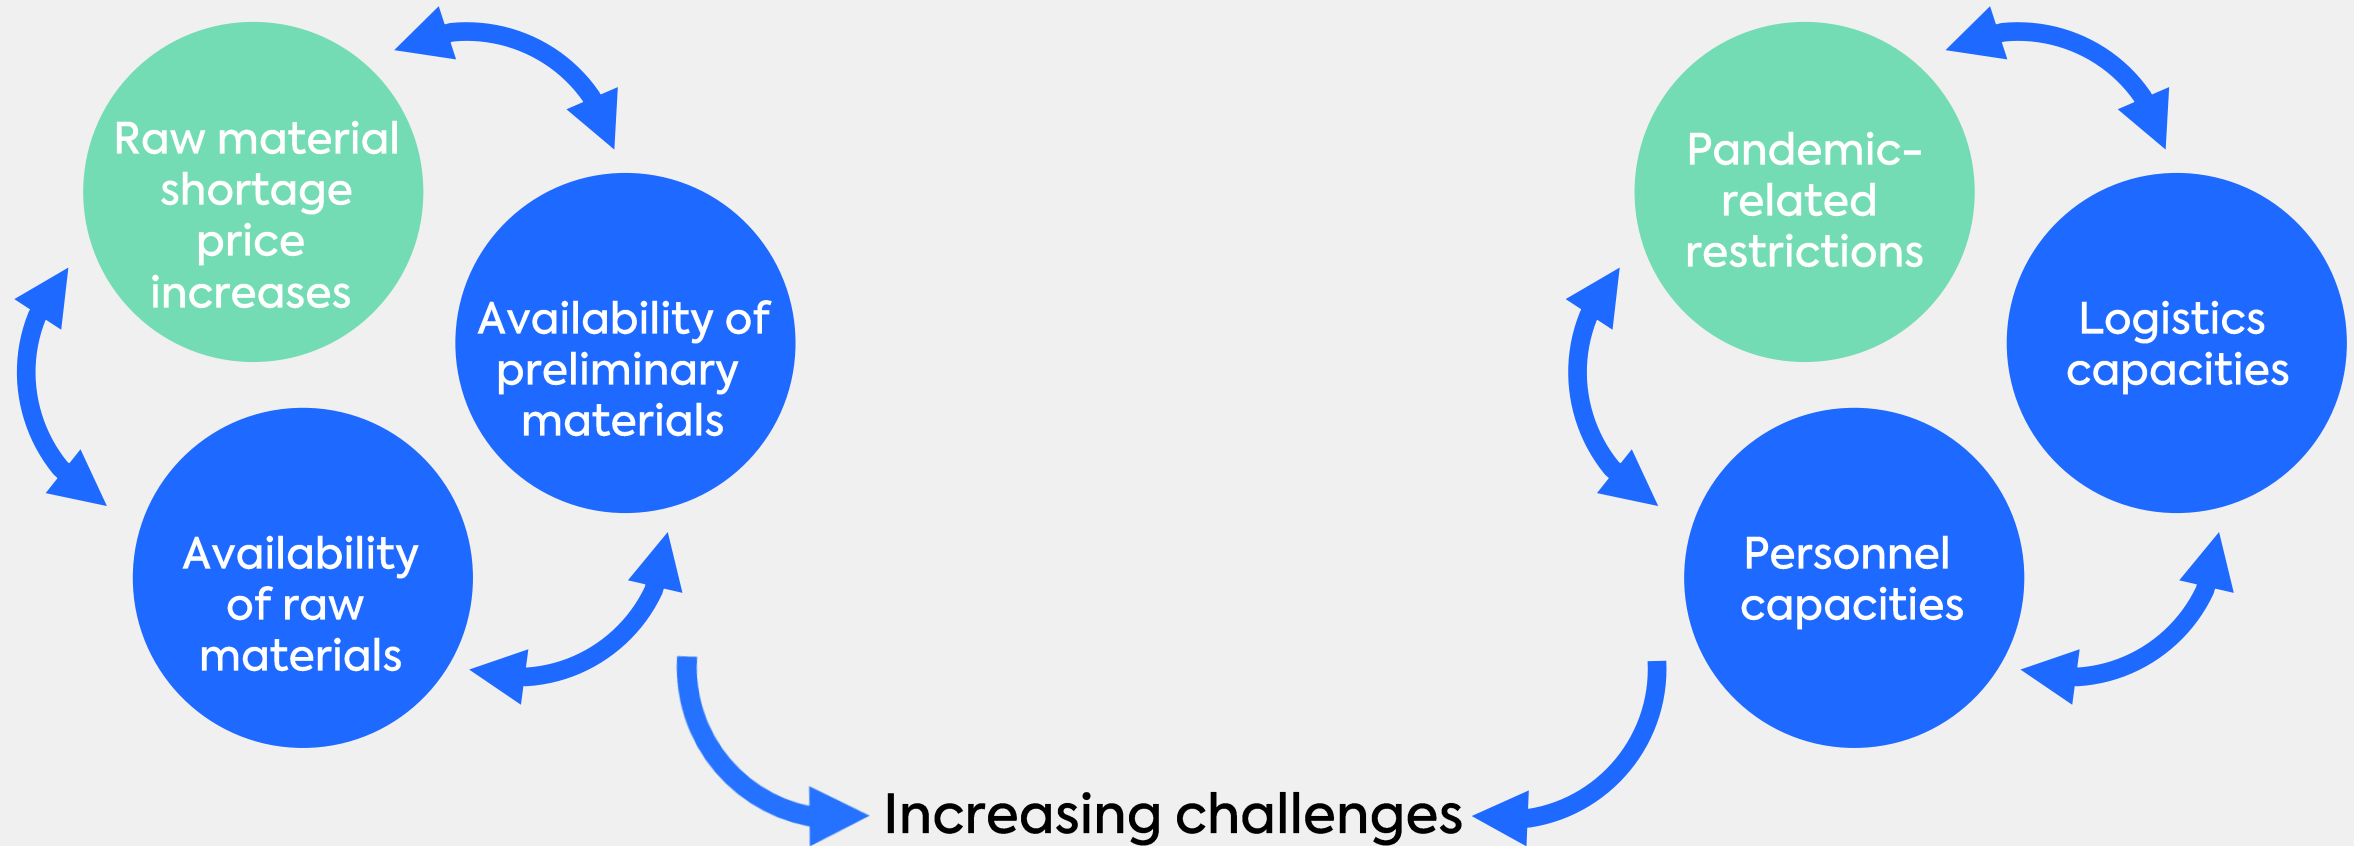 Raw material
shortage
price
increases
Availability of
preliminary
materials
Availability
of raw
materials
Pandemic-
related
restrictions
Logistics
capacities
Personnel
capacities
Increasing challenges